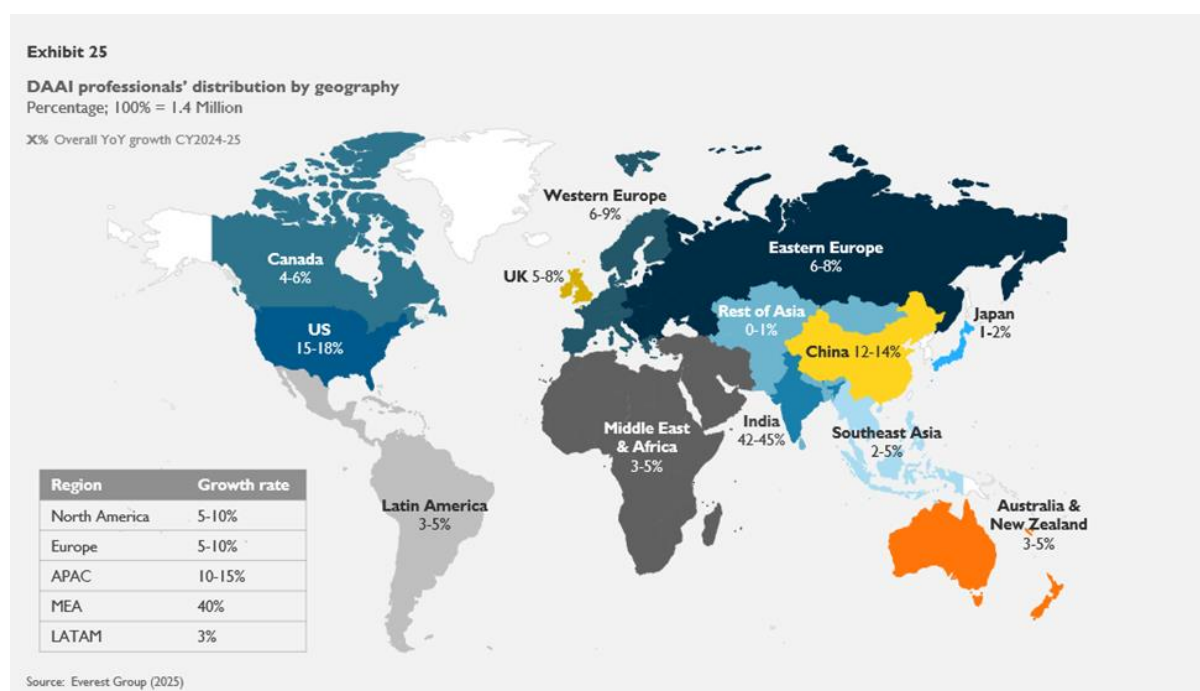 Exhibit 25
DAAI professionals' distribution by geography
Percentage; 100% = 1.4 Million
X% Overall YoY growth CY2024-25
Western Europe
6-9%
Canada
4-6%
UK 5-8%
Eastern Europe
6-8%
US
15-18%
Rest of Asia
0-1%
Japan
1-2%
China 12-14%
India
42-45%
Middle East
& Africa
3-5%
Southeast Asia
2-5%
Latin America
3-5%
Australia &
New Zealand
3-5%
Region Growth rate
North America 5-10%
Europe 5-10%
APAC 10-15%
MEA 40%
LATAM 3%
Source: Everest Group (2025)